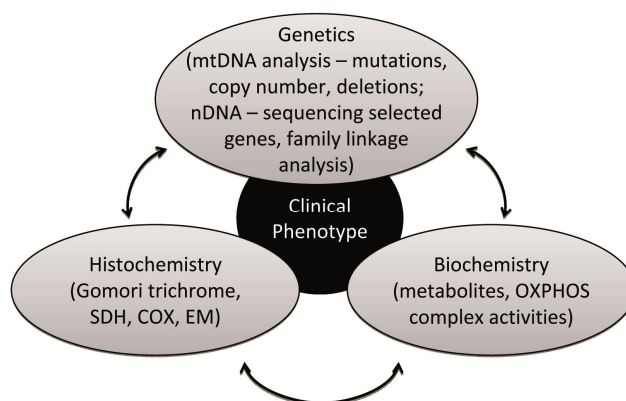 Genetics
(mtDNA analysis – mutations,
copy number, deletions;
nDNA – sequencing selected
genes, family linkage
analysis)
Clinical
Phenotype
Histochemistry
(Gomori trichrome,
SDH, COX, EM)
Biochemistry
(metabolites, OXPHOS
complex activities)